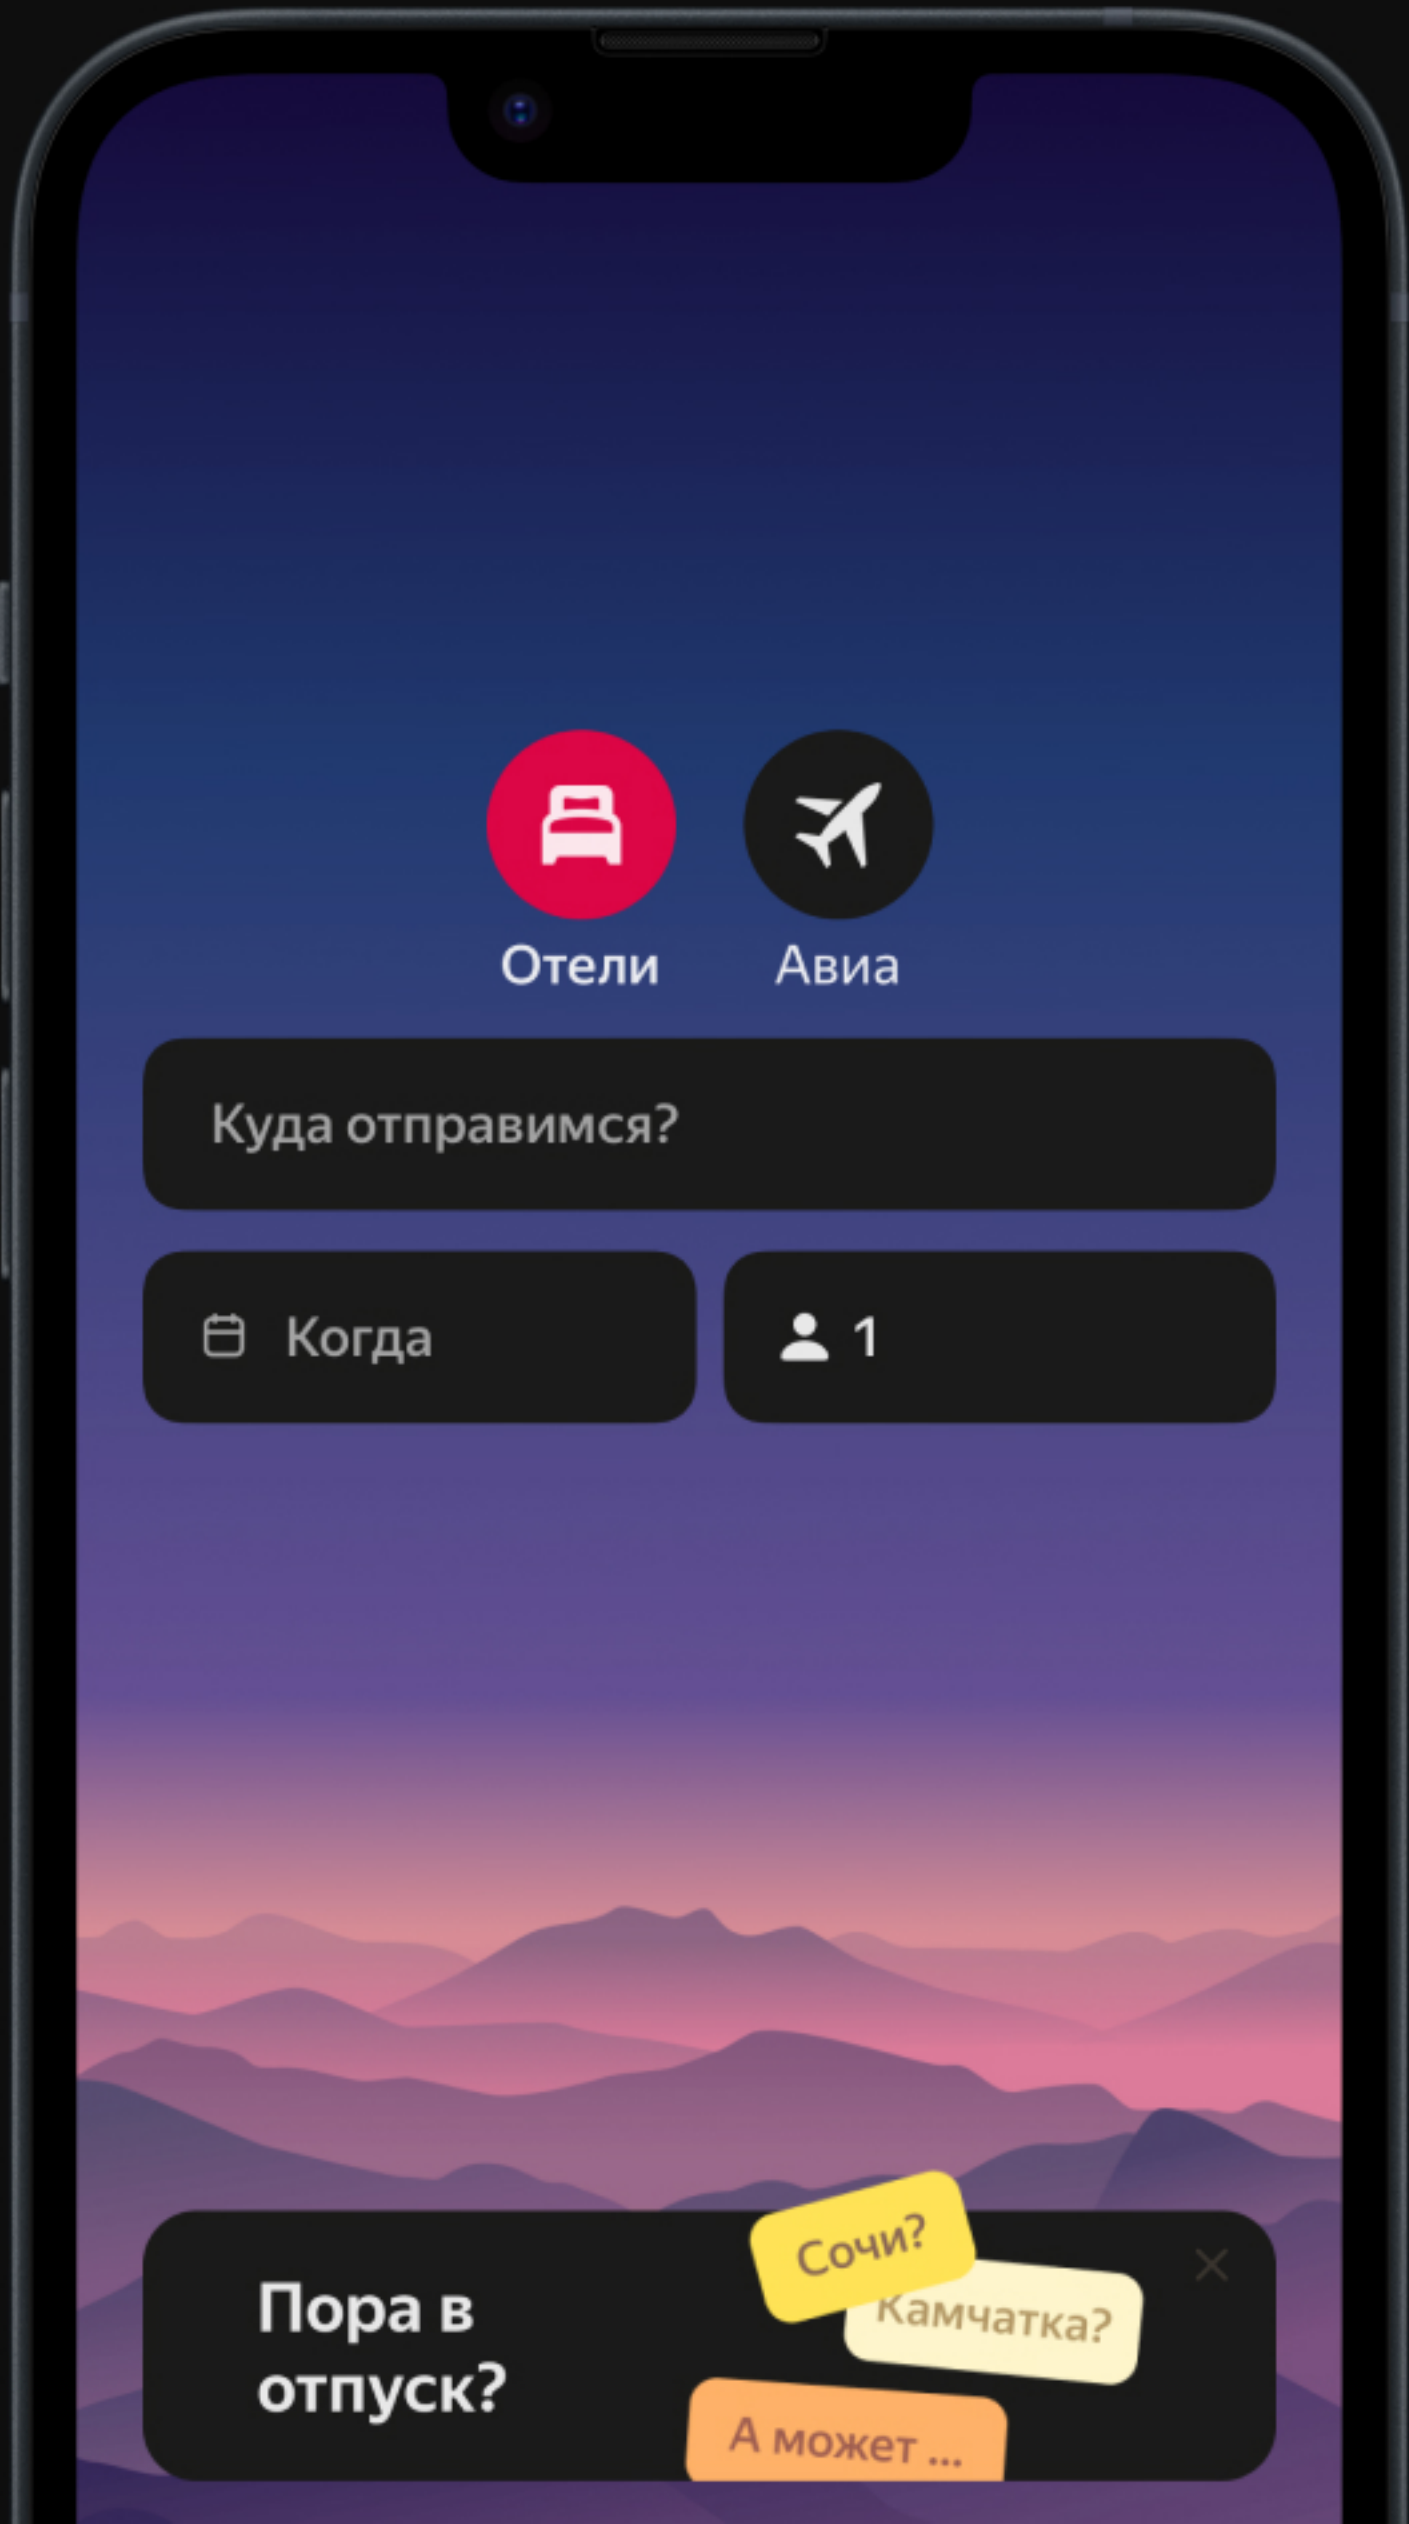 Отели Авиа
Куда отправимся?
Когда 1
Пора в
отпуск?
Сочи?
Камчатка?
А может ...